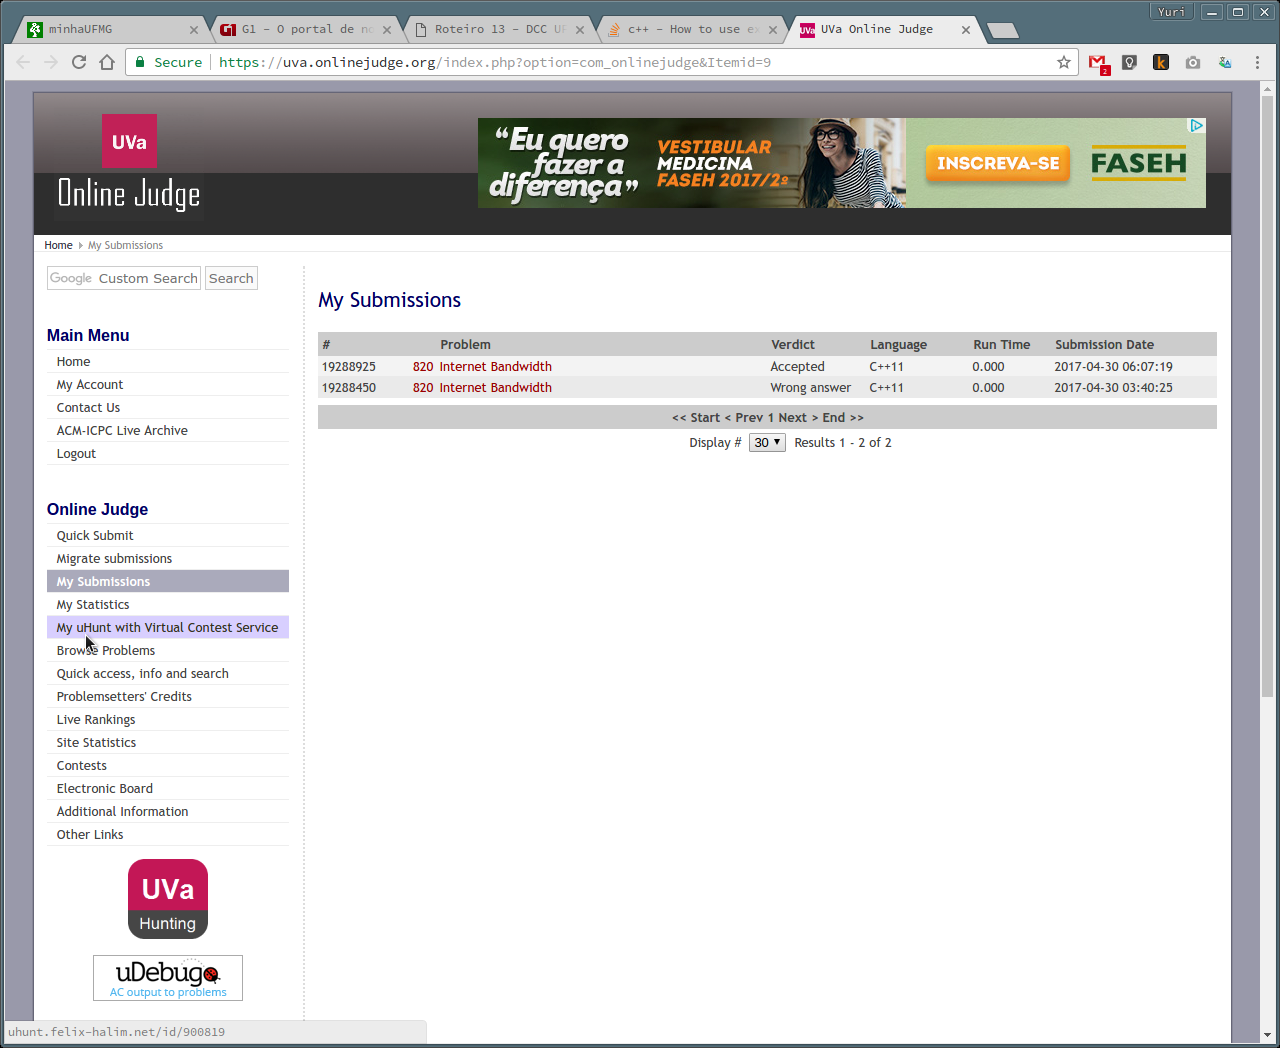 Yuri
minhaUFMG
G1 – O portal de no
Roteiro 13 – DCC UF
c++ – How to use ex
UVa Online Judge
Secure
https://uva.onlinejudge.org/index.php?option=com_onlinejudge&Itemid=9
2
k
UVa
Online Judge
“Eu quero
fazer a
diferença”
VESTIBULAR
MEDICINA
FASEH 2017/2º
INSCREVA-SE
FASEH
Home My Submissions
Google Custom Search Search
My Submissions
# Problem Verdict Language Run Time Submission Date
19288925 820 Internet Bandwidth Accepted C++11 0.000 2017-04-30 06:07:19
19288450 820 Internet Bandwidth Wrong answer C++11 0.000 2017-04-30 03:40:25
<< Start < Prev 1 Next > End >>
Display # 30 Results 1 - 2 of 2
Main Menu
Home
My Account
Contact Us
ACM-ICPC Live Archive
Logout
Online Judge
Quick Submit
Migrate submissions
My Submissions
My Statistics
My uHunt with Virtual Contest Service
Browse Problems
Quick access, info and search
Problemsetters' Credits
Live Rankings
Site Statistics
Contests
Electronic Board
Additional Information
Other Links
UVa
Hunting
uDebug
AC output to problems
uhunt.felix-halim.net/id/900819